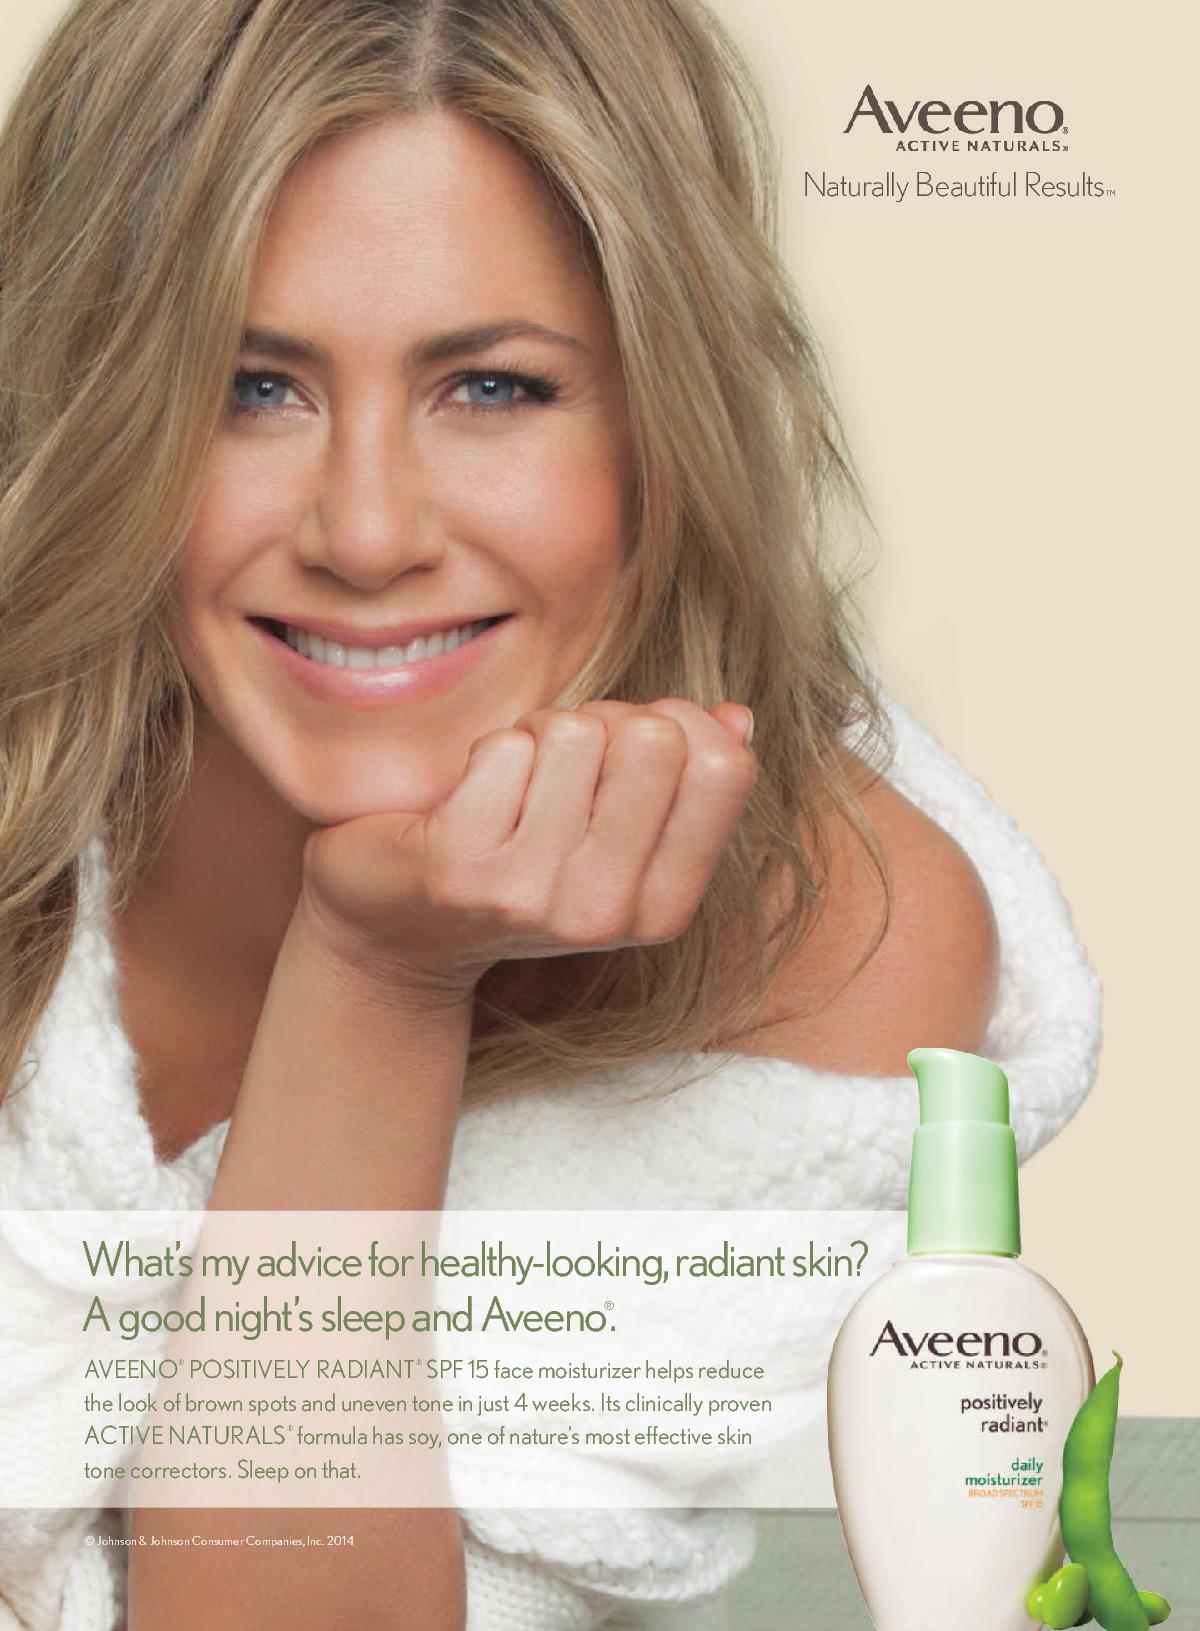 Aveeno®
ACTIVE NATURALS®
Naturally Beautiful Results™
What's my advice for healthy-looking, radiant skin?
A good night's sleep and Aveeno®.
AVEENO® POSITIVELY RADIANT® SPF 15 face moisturizer helps reduce
the look of brown spots and uneven tone in just 4 weeks. Its clinically proven
ACTIVE NATURALS® formula has soy, one of nature's most effective skin
tone correctors. Sleep on that.
© Johnson & Johnson Consumer Companies, Inc. 2014
Aveeno®
ACTIVE NATURALS®
positively
radiant®
daily
moisturizer
BROAD SPECTRUM
SPF 15